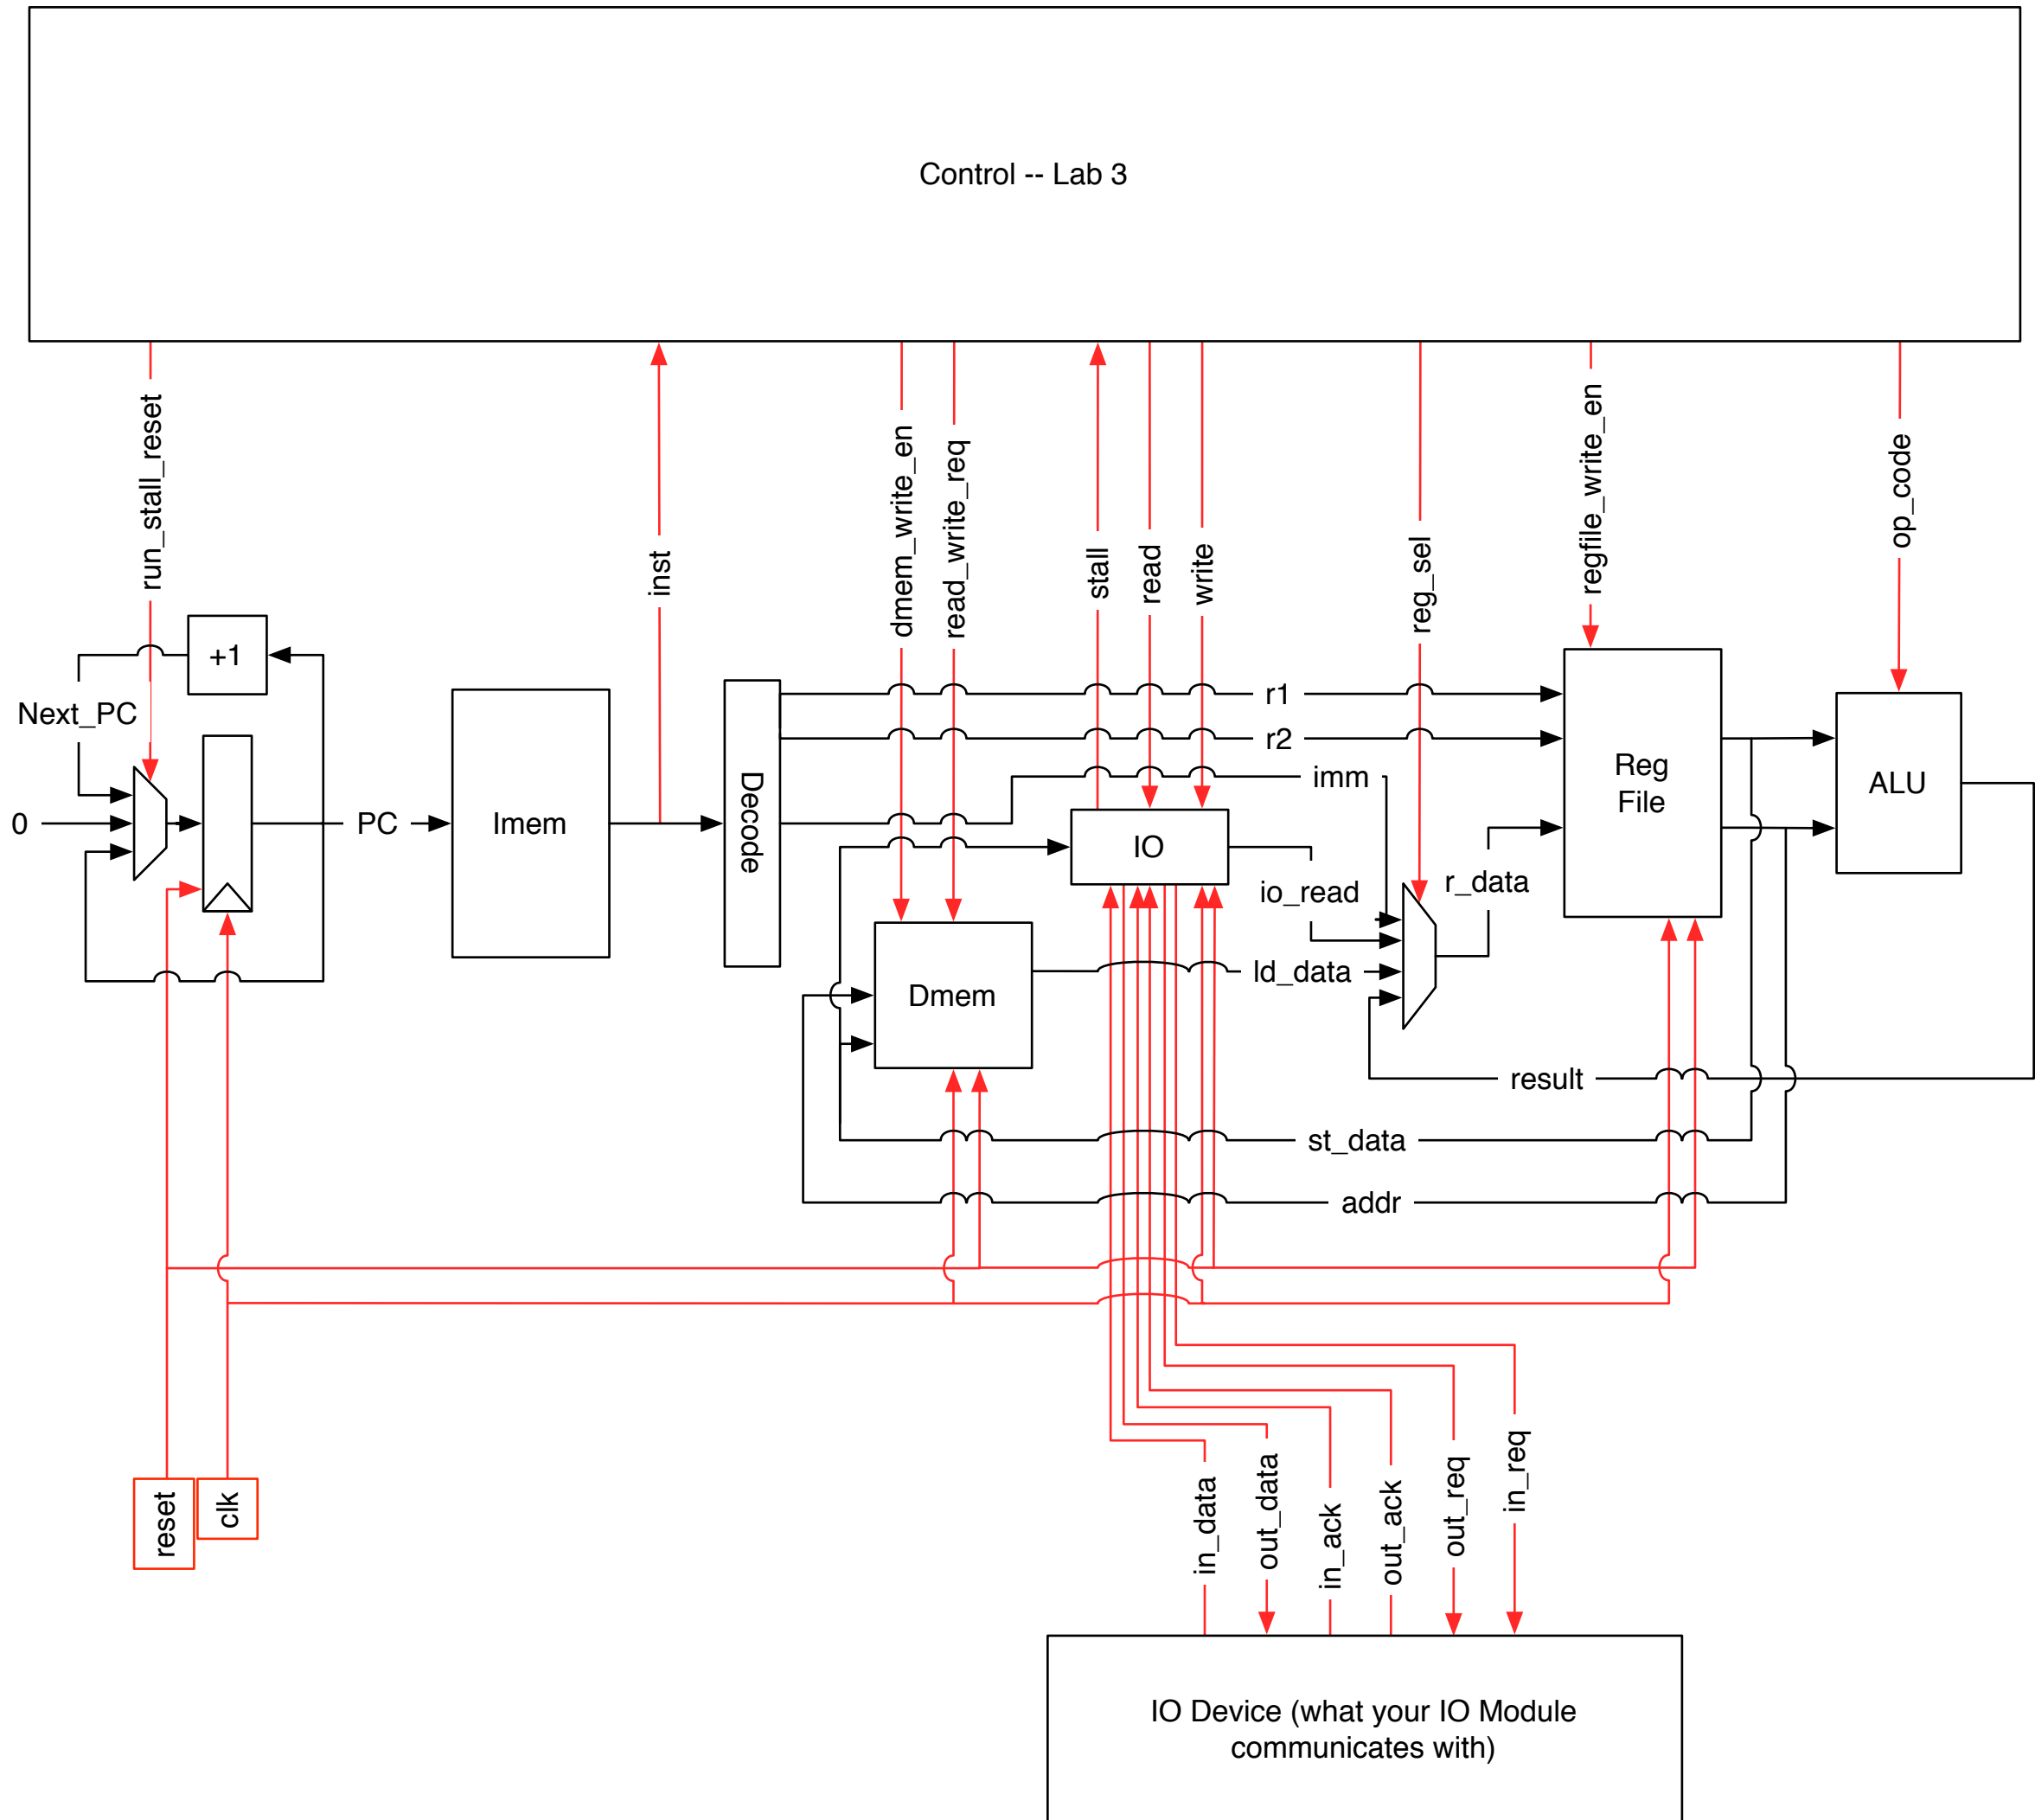 Control -- Lab 3
run_stall_reset
inst
dmem_write_en
read_write_req
stall
read
write
reg_sel
regfile_write_en
op_code
+1
Next_PC
0
PC
Imem
Decode
r1
r2
imm
IO
io_read
r_data
Reg
File
ALU
Dmem
ld_data
result
st_data
addr
reset
clk
in_data
out_data
in_ack
out_ack
out_req
in_req
IO Device (what your IO Module
communicates with)